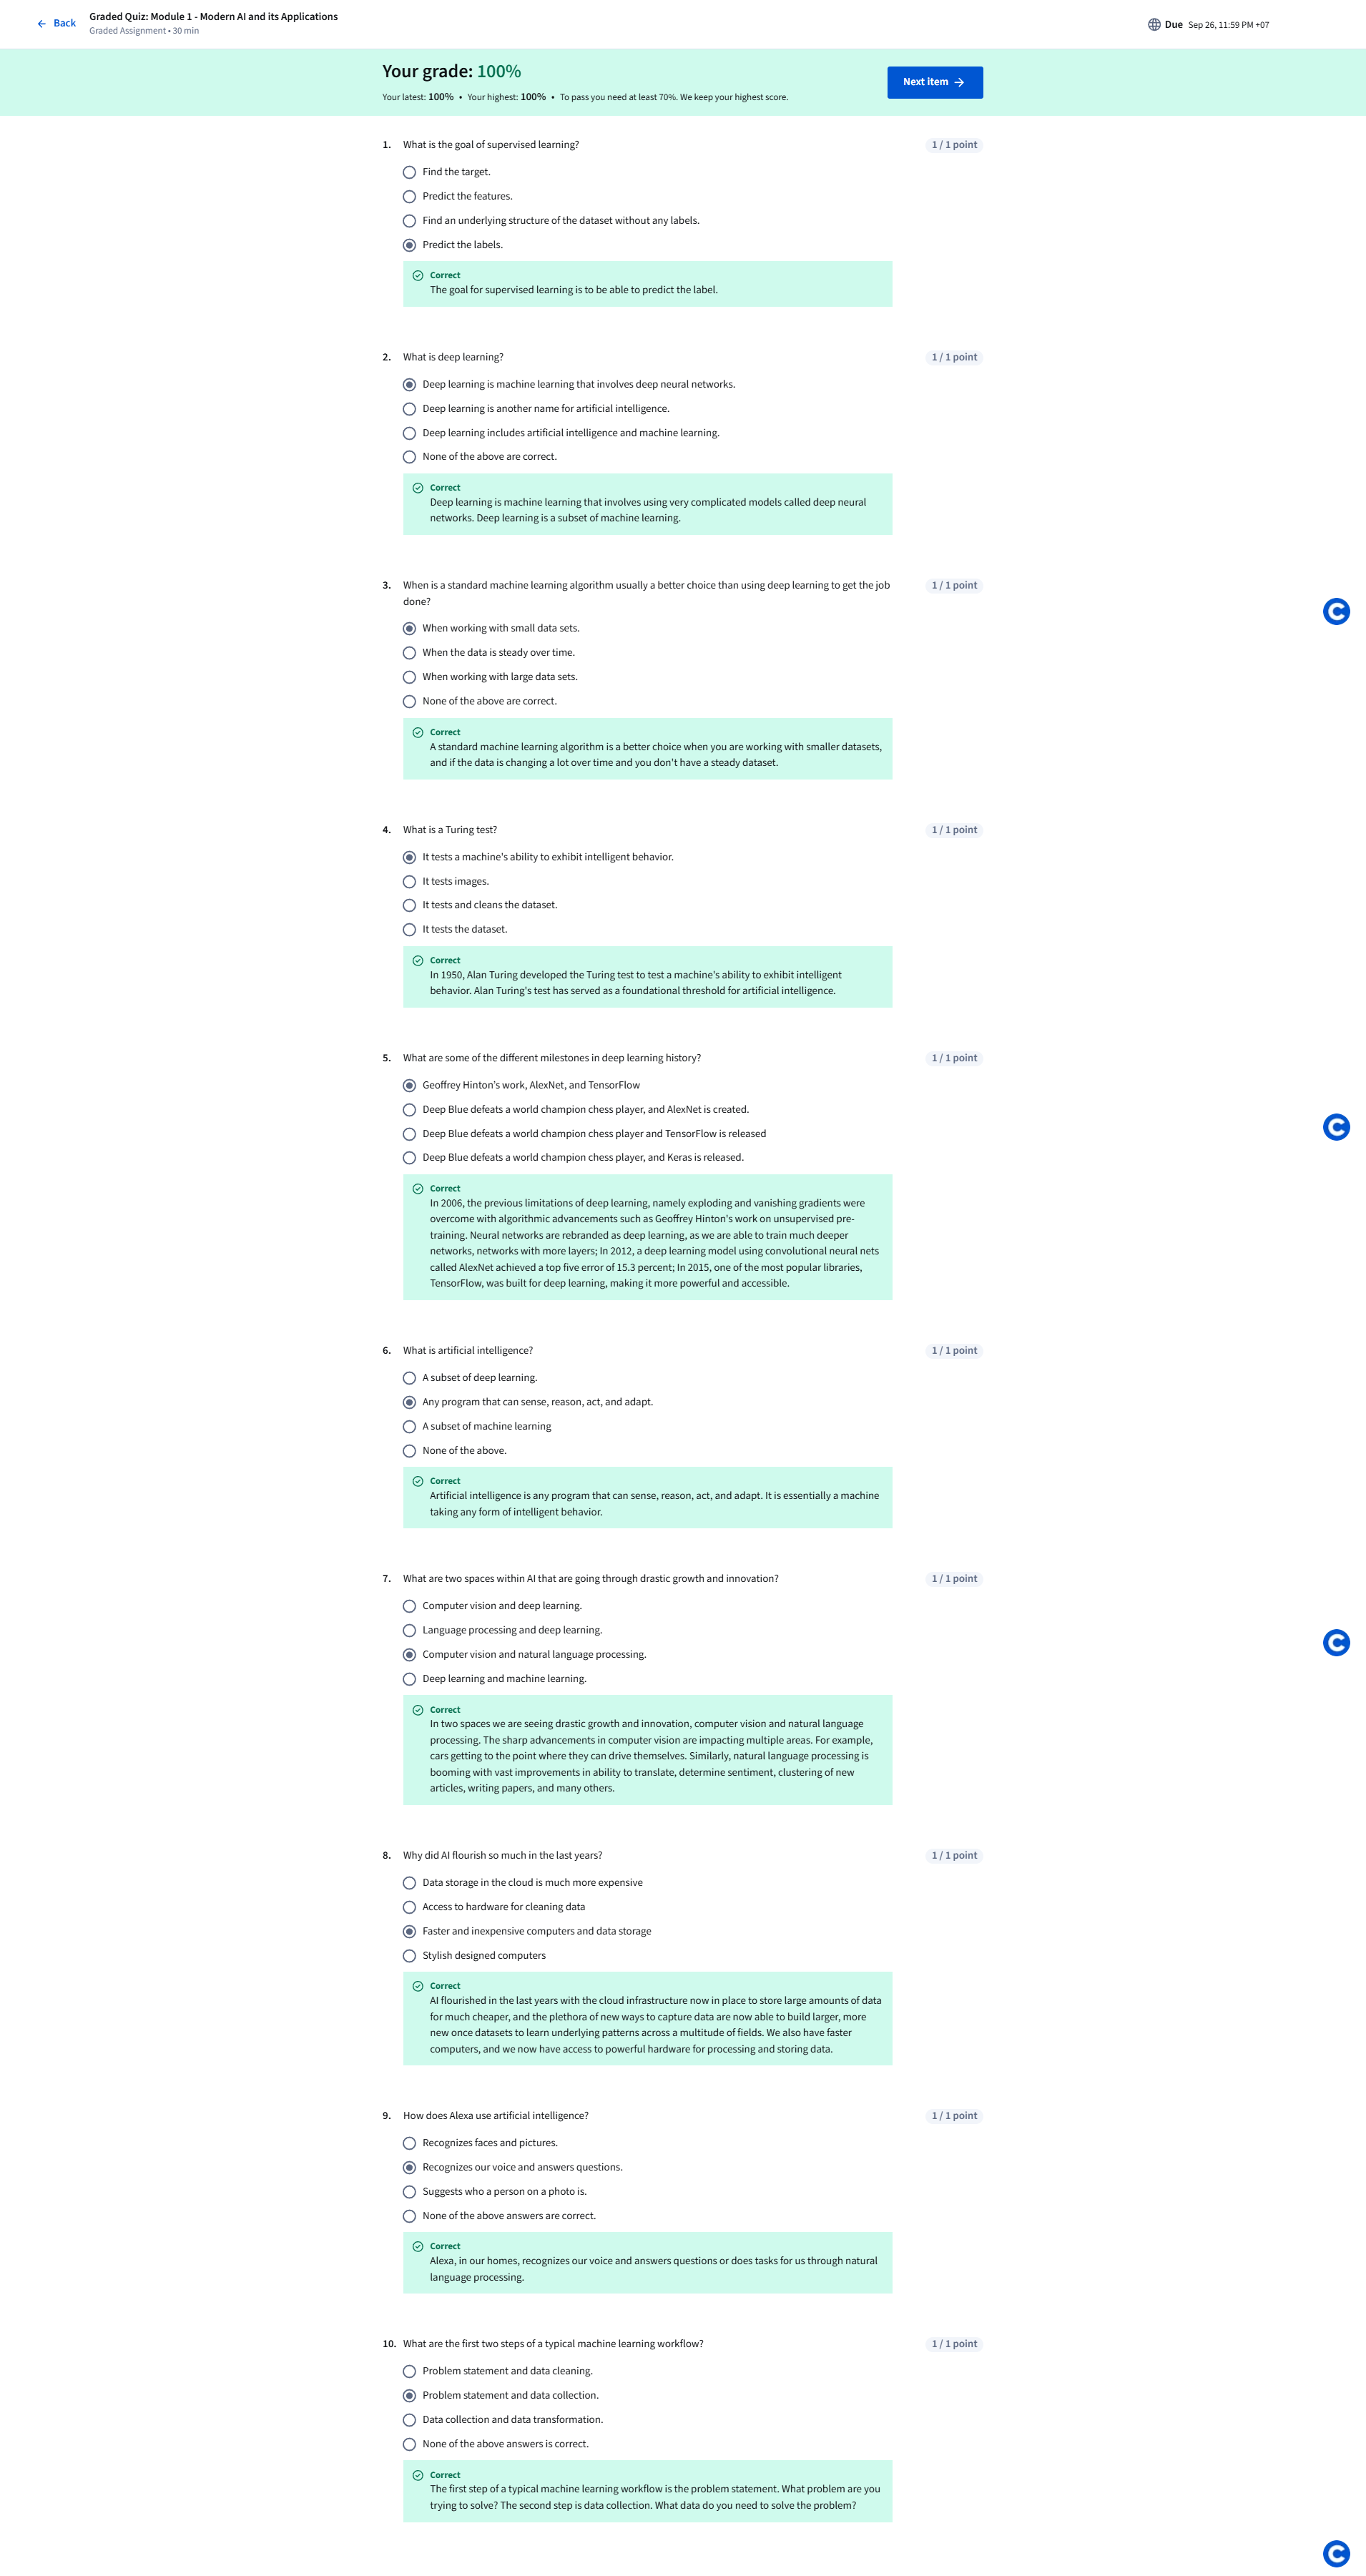 Back
Graded Quiz: Module 1 - Modern AI and its Applications
Graded Assignment • 30 min
Due Sep 26, 11:59 PM +07
Your grade: 100%
Your latest: 100% • Your highest: 100% • To pass you need at least 70%. We keep your highest score.
Next item
1. What is the goal of supervised learning?
1 / 1 point
Find the target.
Predict the features.
Find an underlying structure of the dataset without any labels.
Predict the labels.
Correct
The goal for supervised learning is to be able to predict the label.
2. What is deep learning?
1 / 1 point
Deep learning is machine learning that involves deep neural networks.
Deep learning is another name for artificial intelligence.
Deep learning includes artificial intelligence and machine learning.
None of the above are correct.
Correct
Deep learning is machine learning that involves using very complicated models called deep neural
networks. Deep learning is a subset of machine learning.
3. When is a standard machine learning algorithm usually a better choice than using deep learning to get the job
done?
1 / 1 point
When working with small data sets.
When the data is steady over time.
When working with large data sets.
None of the above are correct.
Correct
A standard machine learning algorithm is a better choice when you are working with smaller datasets,
and if the data is changing a lot over time and you don't have a steady dataset.
4. What is a Turing test?
1 / 1 point
It tests a machine's ability to exhibit intelligent behavior.
It tests images.
It tests and cleans the dataset.
It tests the dataset.
Correct
In 1950, Alan Turing developed the Turing test to test a machine's ability to exhibit intelligent
behavior. Alan Turing's test has served as a foundational threshold for artificial intelligence.
5. What are some of the different milestones in deep learning history?
1 / 1 point
Geoffrey Hinton's work, AlexNet, and TensorFlow
Deep Blue defeats a world champion chess player, and AlexNet is created.
Deep Blue defeats a world champion chess player and TensorFlow is released
Deep Blue defeats a world champion chess player, and Keras is released.
Correct
In 2006, the previous limitations of deep learning, namely exploding and vanishing gradients were
overcome with algorithmic advancements such as Geoffrey Hinton's work on unsupervised pre-
training. Neural networks are rebranded as deep learning, as we are able to train much deeper
networks, networks with more layers; In 2012, a deep learning model using convolutional neural nets
called AlexNet achieved a top five error of 15.3 percent; In 2015, one of the most popular libraries,
TensorFlow, was built for deep learning, making it more powerful and accessible.
6. What is artificial intelligence?
1 / 1 point
A subset of deep learning.
Any program that can sense, reason, act, and adapt.
A subset of machine learning
None of the above.
Correct
Artificial intelligence is any program that can sense, reason, act, and adapt. It is essentially a machine
taking any form of intelligent behavior.
7. What are two spaces within AI that are going through drastic growth and innovation?
1 / 1 point
Computer vision and deep learning.
Language processing and deep learning.
Computer vision and natural language processing.
Deep learning and machine learning.
Correct
In two spaces we are seeing drastic growth and innovation, computer vision and natural language
processing. The sharp advancements in computer vision are impacting multiple areas. For example,
cars getting to the point where they can drive themselves. Similarly, natural language processing is
booming with vast improvements in ability to translate, determine sentiment, clustering of new
articles, writing papers, and many others.
8. Why did AI flourish so much in the last years?
1 / 1 point
Data storage in the cloud is much more expensive
Access to hardware for cleaning data
Faster and inexpensive computers and data storage
Stylish designed computers
Correct
AI flourished in the last years with the cloud infrastructure now in place to store large amounts of data
for much cheaper, and the plethora of new ways to capture data are now able to build larger, more
new once datasets to learn underlying patterns across a multitude of fields. We also have faster
computers, and we now have access to powerful hardware for processing and storing data.
9. How does Alexa use artificial intelligence?
1 / 1 point
Recognizes faces and pictures.
Recognizes our voice and answers questions.
Suggests who a person on a photo is.
None of the above answers are correct.
Correct
Alexa, in our homes, recognizes our voice and answers questions or does tasks for us through natural
language processing.
10. What are the first two steps of a typical machine learning workflow?
1 / 1 point
Problem statement and data cleaning.
Problem statement and data collection.
Data collection and data transformation.
None of the above answers is correct.
Correct
The first step of a typical machine learning workflow is the problem statement. What problem are you
trying to solve? The second step is data collection. What data do you need to solve the problem?